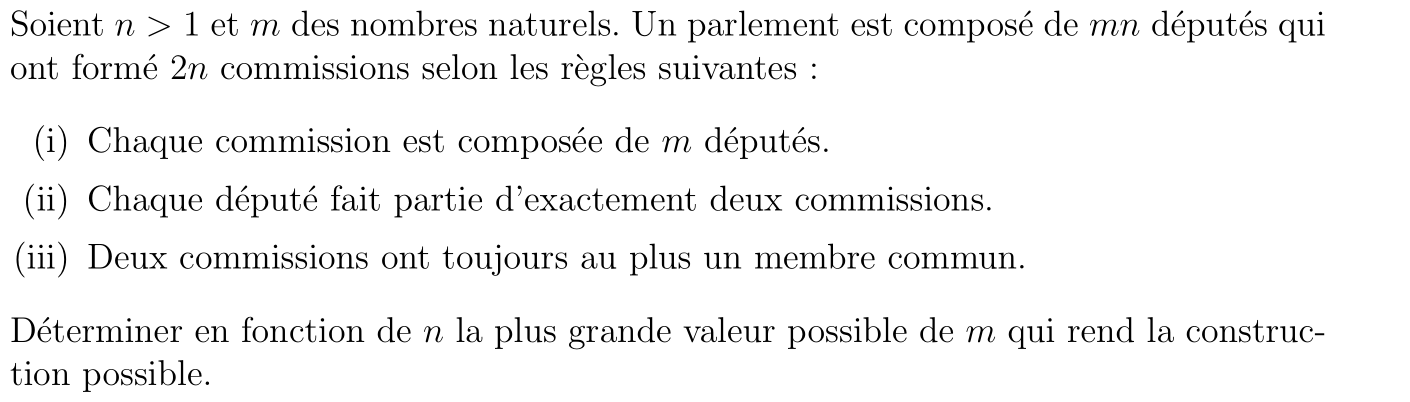 Soient n > 1 et m des nombres naturels. Un parlement est composé de mn députés qui
ont formé 2n commissions selon les règles suivantes :
(i) Chaque commission est composée de m députés.
(ii) Chaque député fait partie d'exactement deux commissions.
(iii) Deux commissions ont toujours au plus un membre commun.
Déterminer en fonction de n la plus grande valeur possible de m qui rend la construc-
tion possible.